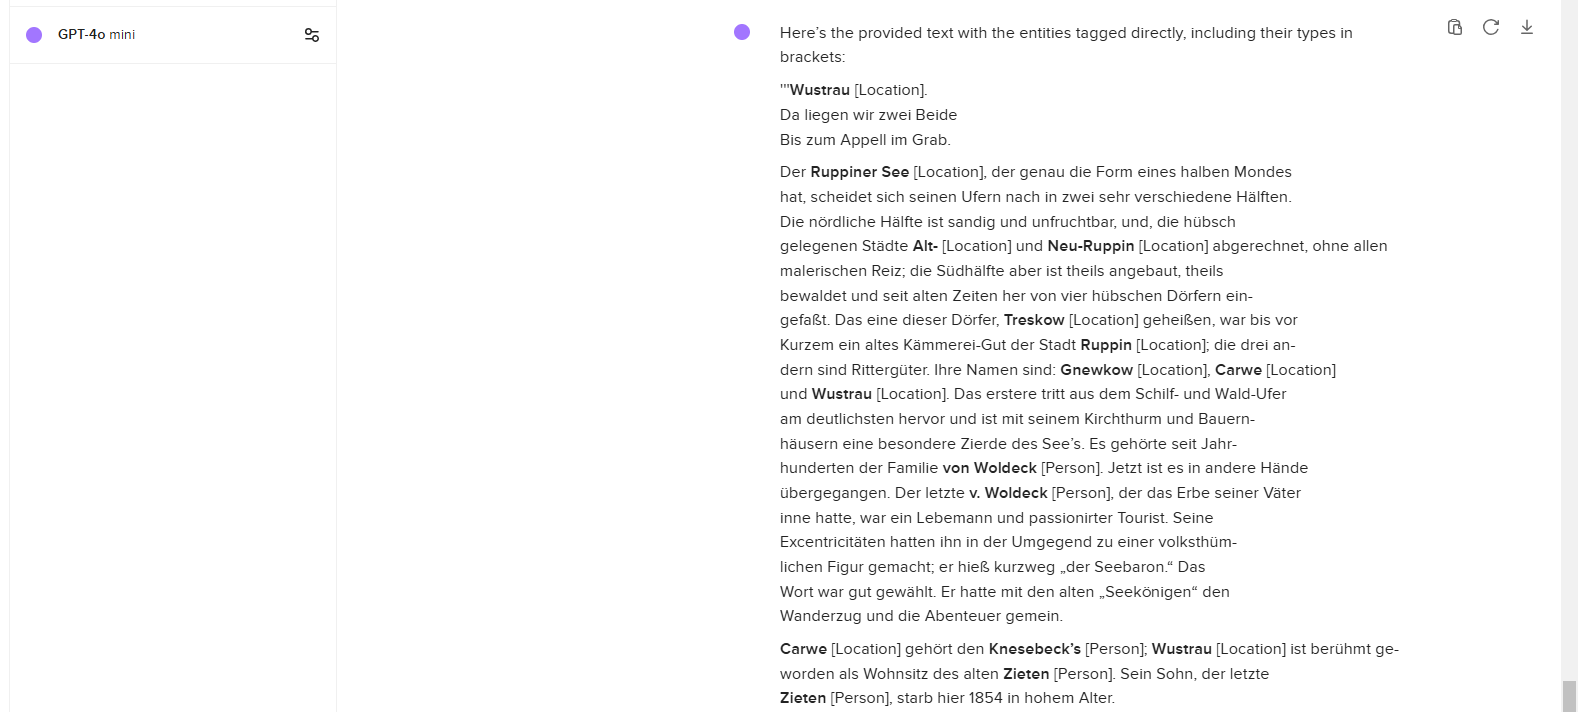 GPT-4o mini
Here’s the provided text with the entities tagged directly, including their types in
brackets:
'''Wustrau [Location].
Da liegen wir zwei Beide
Bis zum Appell im Grab.
Der Ruppiner See [Location], der genau die Form eines halben Mondes
hat, scheidet sich seinen Ufern nach in zwei sehr verschiedene Hälften.
Die nördliche Hälfte ist sandig und unfruchtbar, und, die hübsch
gelegenen Städte Alt- [Location] und Neu-Ruppin [Location] abgerechnet, ohne allen
malerischen Reiz; die Südhälfte aber ist theils angebaut, theils
bewaldet und seit alten Zeiten her von vier hübschen Dörfern ein-
gefaßt. Das eine dieser Dörfer, Treskow [Location] geheißen, war bis vor
Kurzem ein altes Kämmerei-Gut der Stadt Ruppin [Location]; die drei an-
dern sind Rittergüter. Ihre Namen sind: Gnewkow [Location], Carwe [Location]
und Wustrau [Location]. Das erstere tritt aus dem Schilf- und Wald-Ufer
am deutlichsten hervor und ist mit seinem Kirchthurm und Bauern-
häusern eine besondere Zierde des See’s. Es gehörte seit Jahr-
hunderten der Familie von Woldeck [Person]. Jetzt ist es in andere Hände
übergegangen. Der letzte v. Woldeck [Person], der das Erbe seiner Väter
inne hatte, war ein Lebemann und passionirter Tourist. Seine
Excentricitäten hatten ihn in der Umgegend zu einer volksthüm-
lichen Figur gemacht; er hieß kurzweg „der Seebaron.“ Das
Wort war gut gewählt. Er hatte mit den alten „Seekönigen“ den
Wanderzug und die Abenteuer gemein.
Carwe [Location] gehört den Knesebeck’s [Person]; Wustrau [Location] ist berühmt ge-
worden als Wohnsitz des alten Zieten [Person]. Sein Sohn, der letzte
Zieten [Person], starb hier 1854 in hohem Alter.